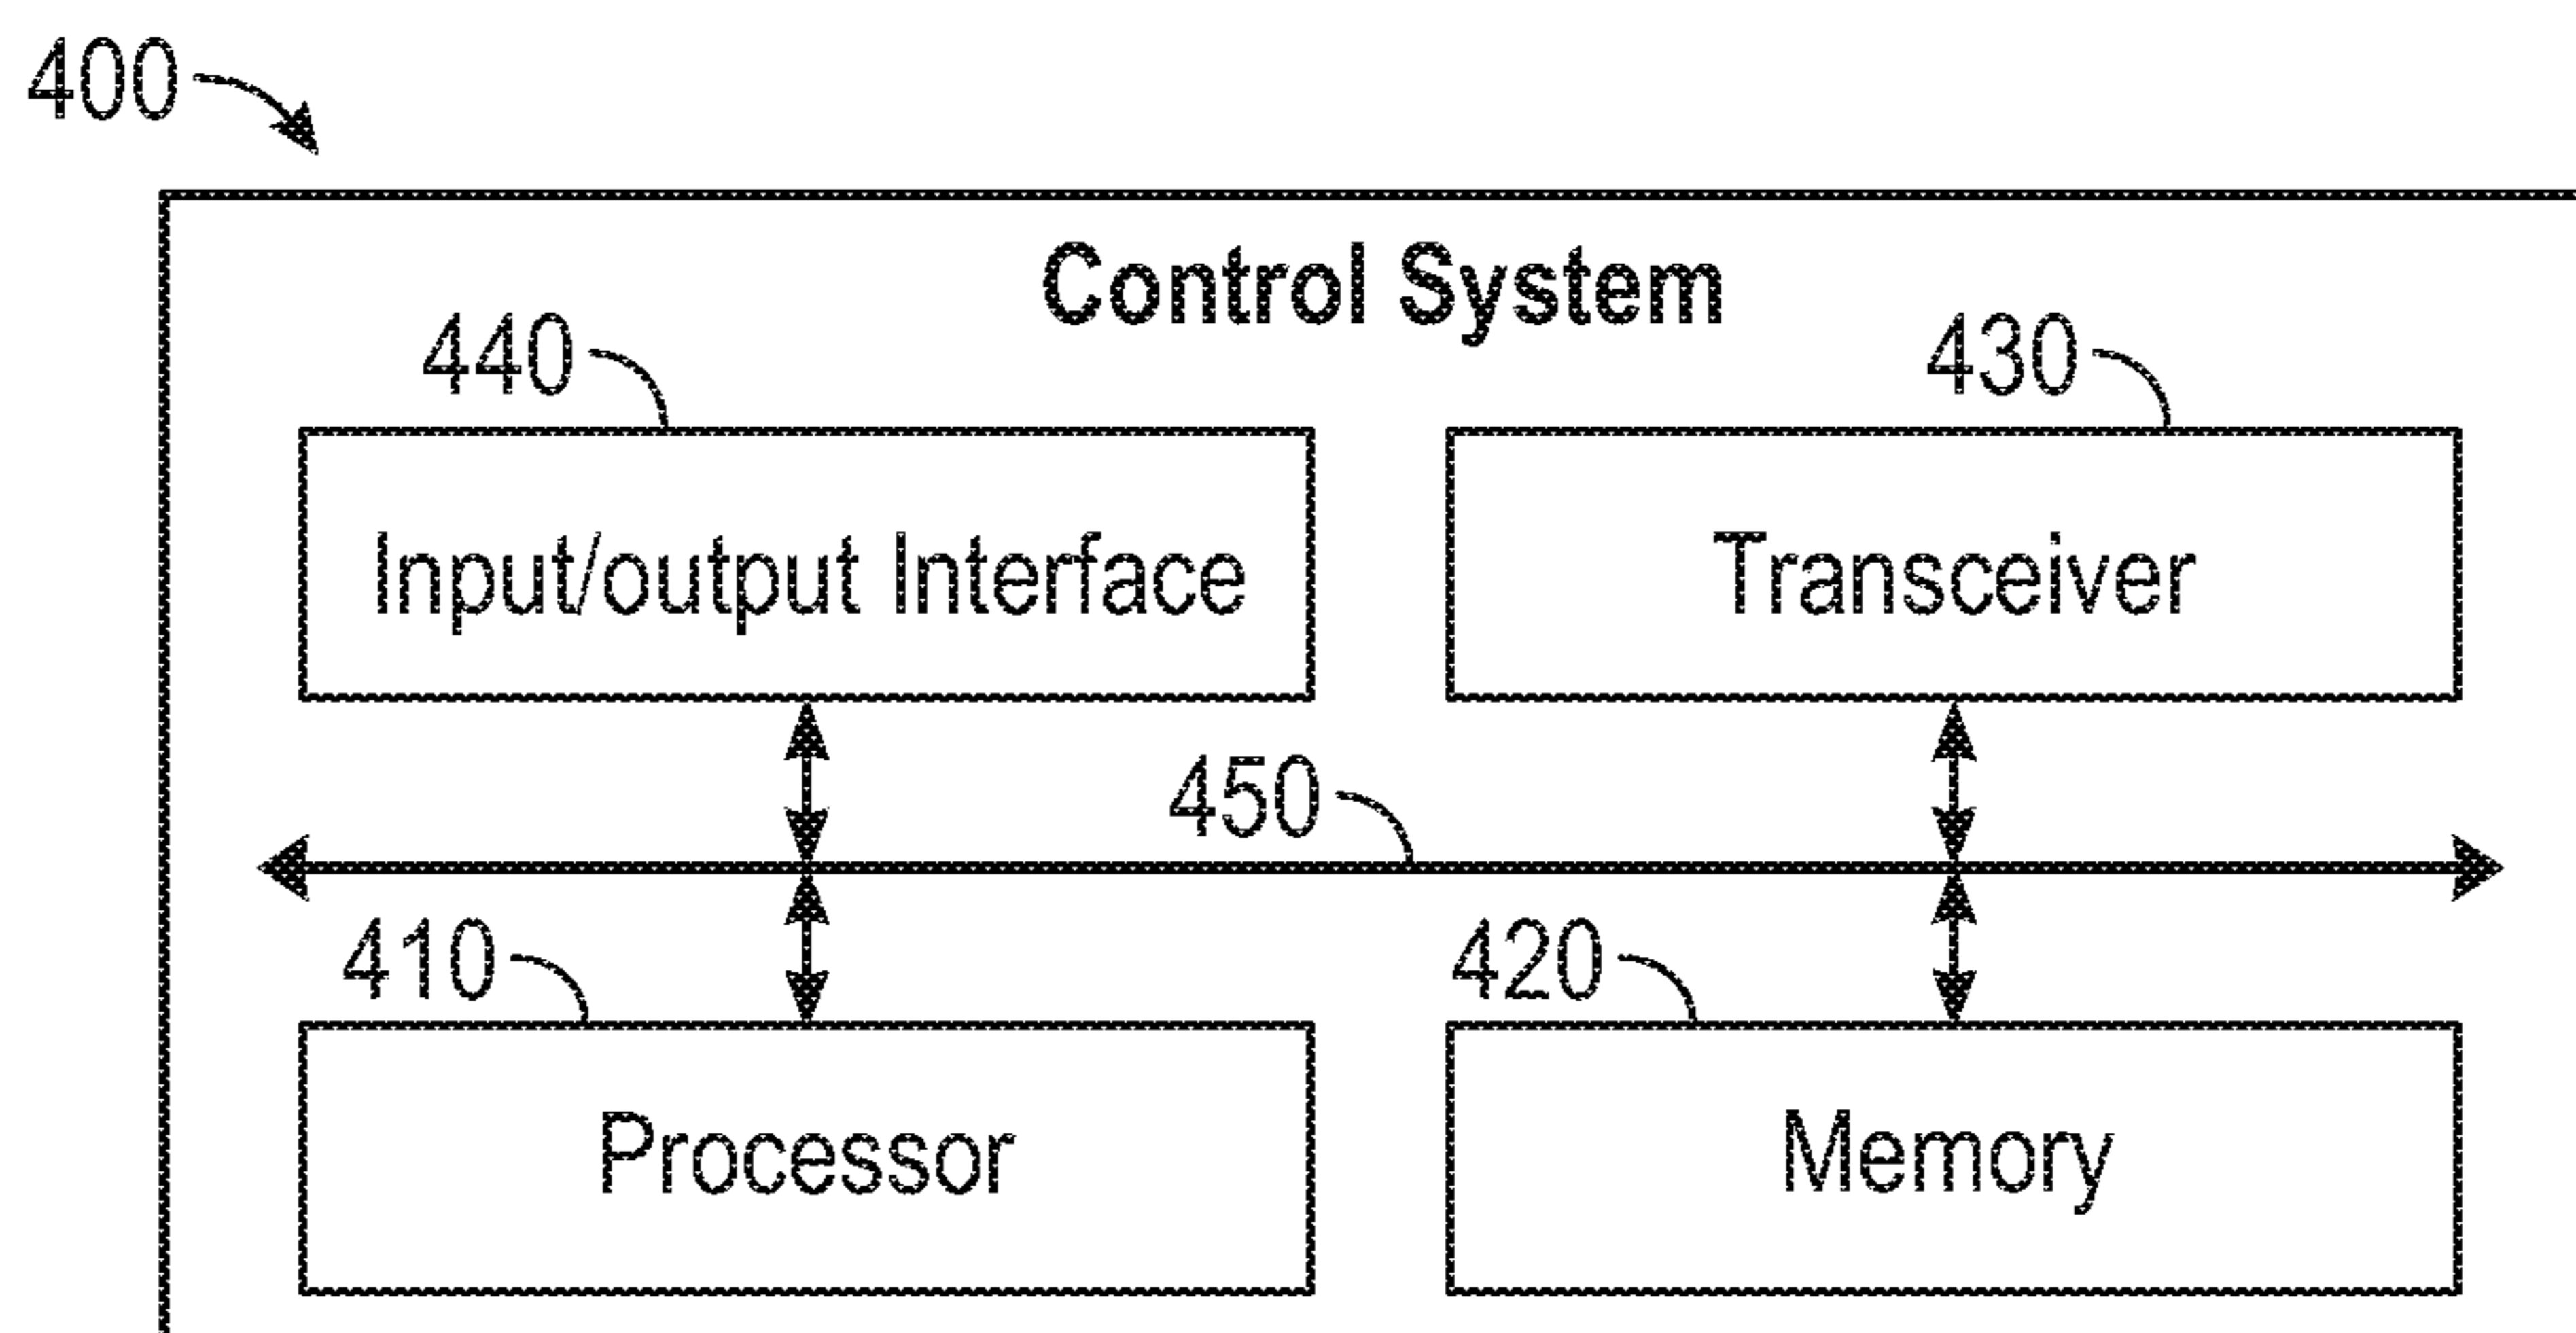 400
Control System
440
430
Input/output Interface
Transceiver
450
410
420
Processor
Memory